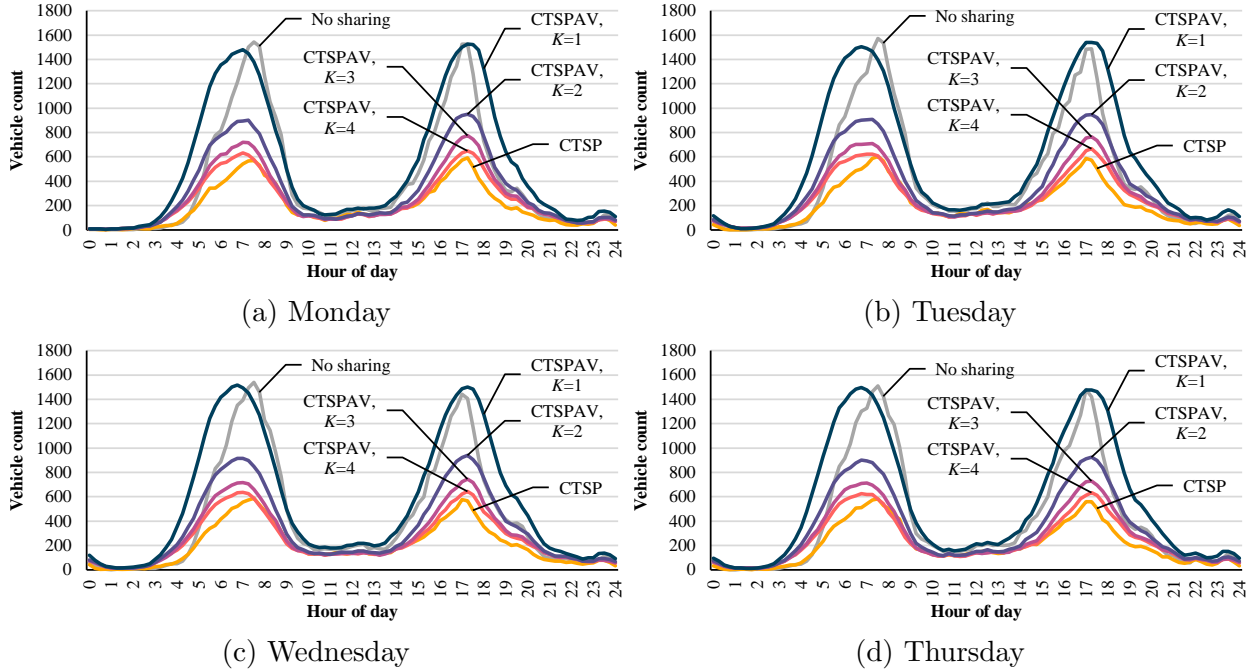 1800
1600
1400
1200
1000
800
600
400
200
0
Vehicle count
No sharing
CTSPAV,
K=1
CTSPAV,
K=3
CTSPAV,
K=2
CTSPAV,
K=4
CTSP
0 1 2 3 4 5 6 7 8 9 10 11 12 13 14 15 16 17 18 19 20 21 22 23 24
Hour of day
(a) Monday
1800
1600
1400
1200
1000
800
600
400
200
0
Vehicle count
No sharing
CTSPAV,
K=1
CTSPAV,
K=3
CTSPAV,
K=2
CTSPAV,
K=4
CTSP
0 1 2 3 4 5 6 7 8 9 10 11 12 13 14 15 16 17 18 19 20 21 22 23 24
Hour of day
(b) Tuesday
1800
1600
1400
1200
1000
800
600
400
200
0
Vehicle count
No sharing
CTSPAV,
K=1
CTSPAV,
K=3
CTSPAV,
K=2
CTSPAV,
K=4
CTSP
0 1 2 3 4 5 6 7 8 9 10 11 12 13 14 15 16 17 18 19 20 21 22 23 24
Hour of day
(c) Wednesday
1800
1600
1400
1200
1000
800
600
400
200
0
Vehicle count
No sharing
CTSPAV,
K=1
CTSPAV,
K=3
CTSPAV,
K=2
CTSPAV,
K=4
CTSP
0 1 2 3 4 5 6 7 8 9 10 11 12 13 14 15 16 17 18 19 20 21 22 23 24
Hour of day
(d) Thursday